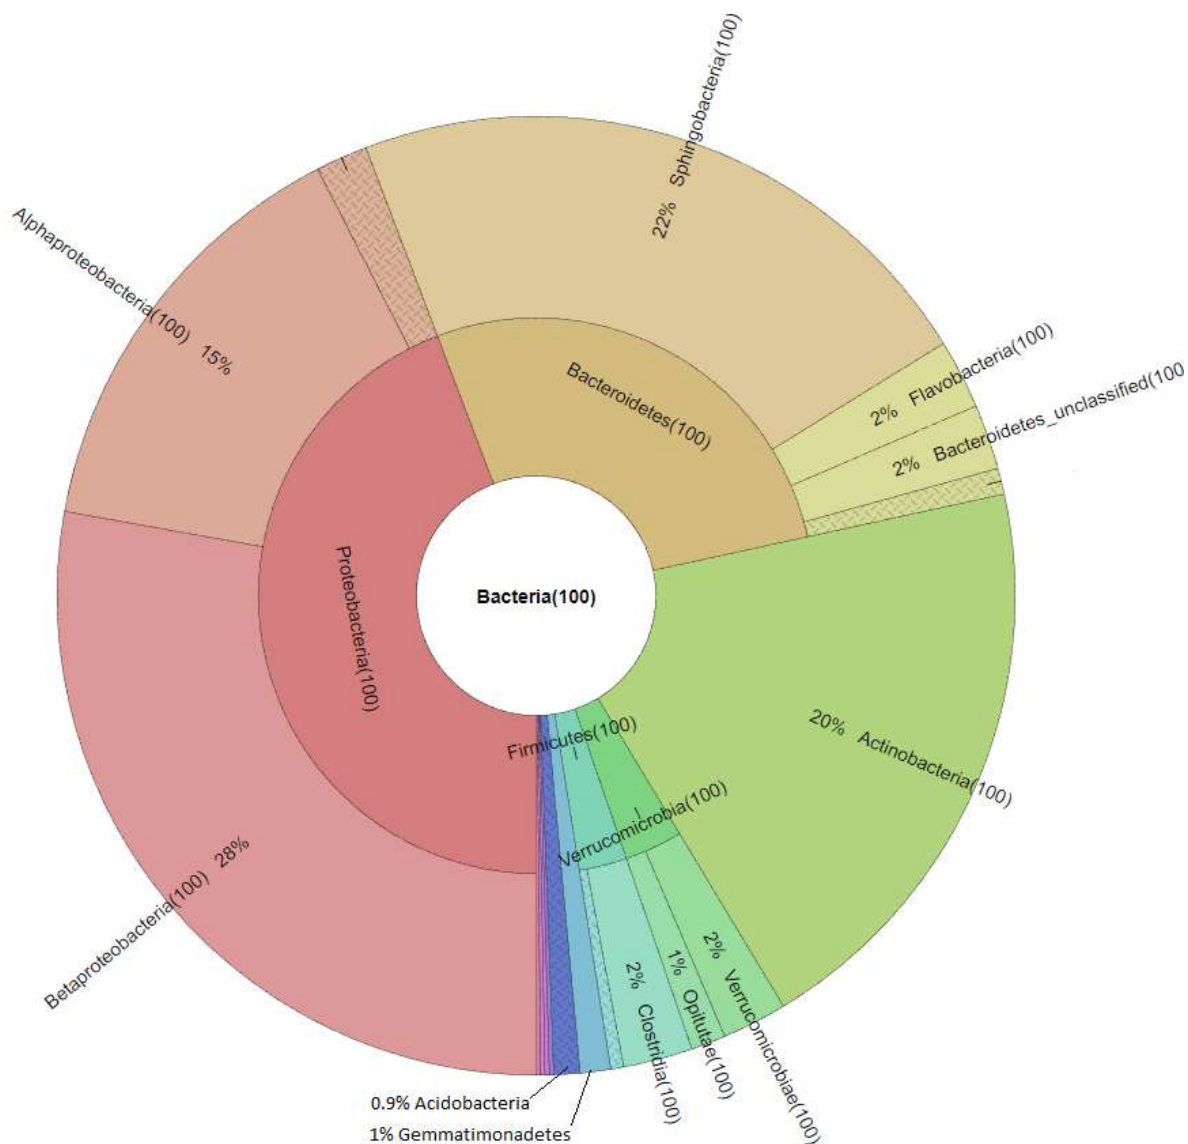 22% Sphingobacteria(100)
Alphaproteobacteria(100) 15%
2% Flavobacteria(100)
Bacteroidetes(100)
2% Bacteroidetes_unclassified(100
Proteobacteria(100)
Bacteria(100)
20% Actinobacteria(100)
Firmicutes(100)
Verrucomicrobia(100)
Betaproteobacteria(100) 28%
2% Verrucomicrobiae(100)
1% Opitutae(100)
2% Clostridia(100)
0.9% Acidobacteria
1% Gemmatimonadetes